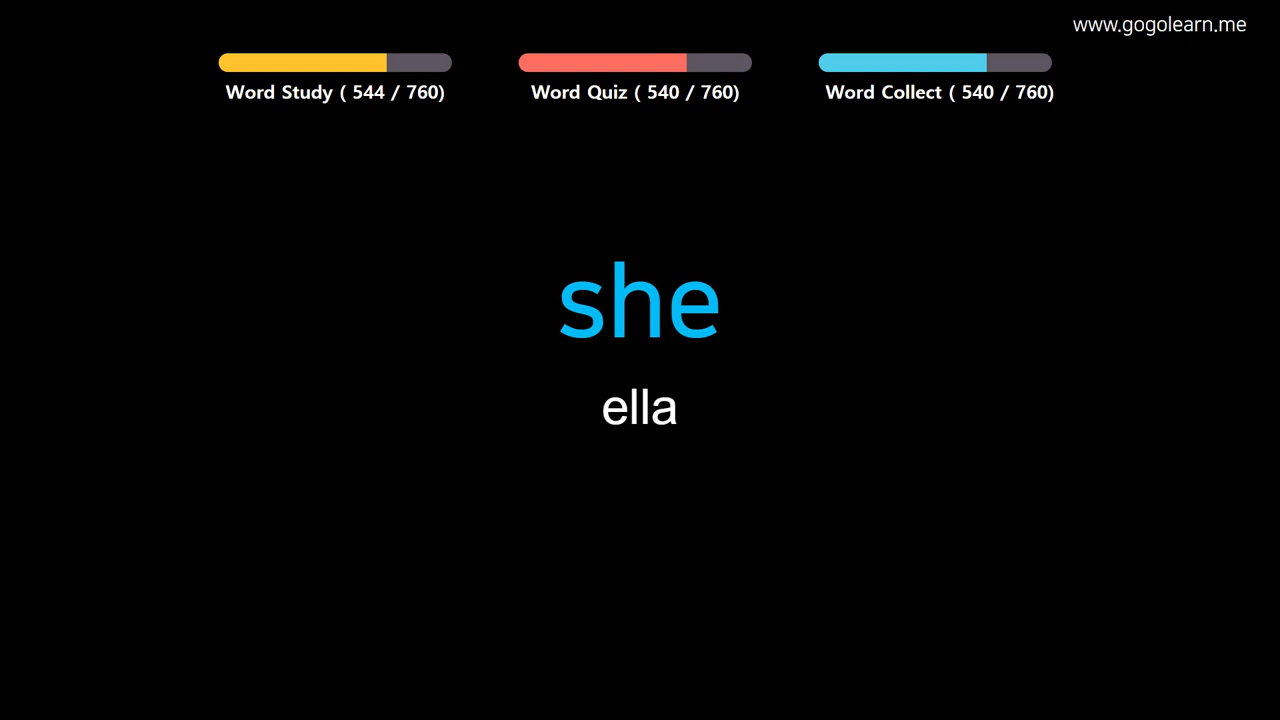 www.gogolearn.me
Word Study ( 544 / 760)
Word Quiz ( 540 / 760)
Word Collect ( 540 / 760)
she
ella